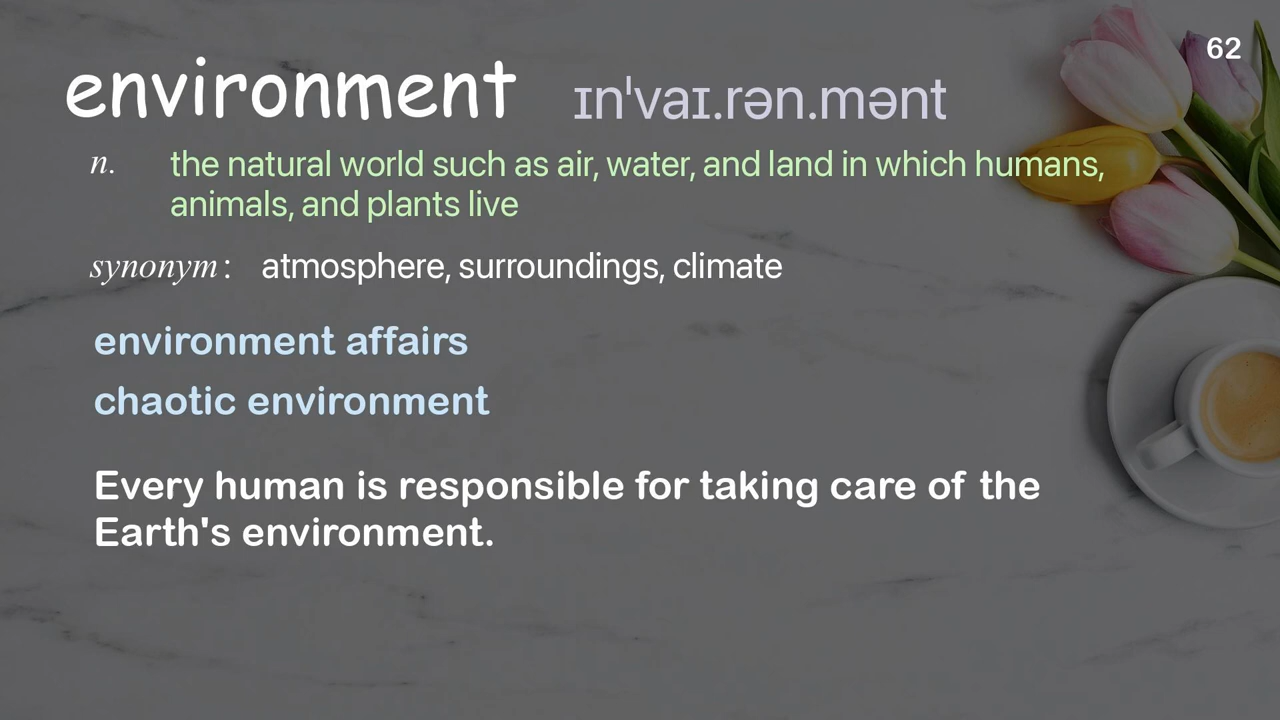 62
environment ɪnˈvaɪ.rən.mənt
n. the natural world such as air, water, and land in which humans,
animals, and plants live
synonym: atmosphere, surroundings, climate
environment affairs
chaotic environment
Every human is responsible for taking care of the
Earth's environment.